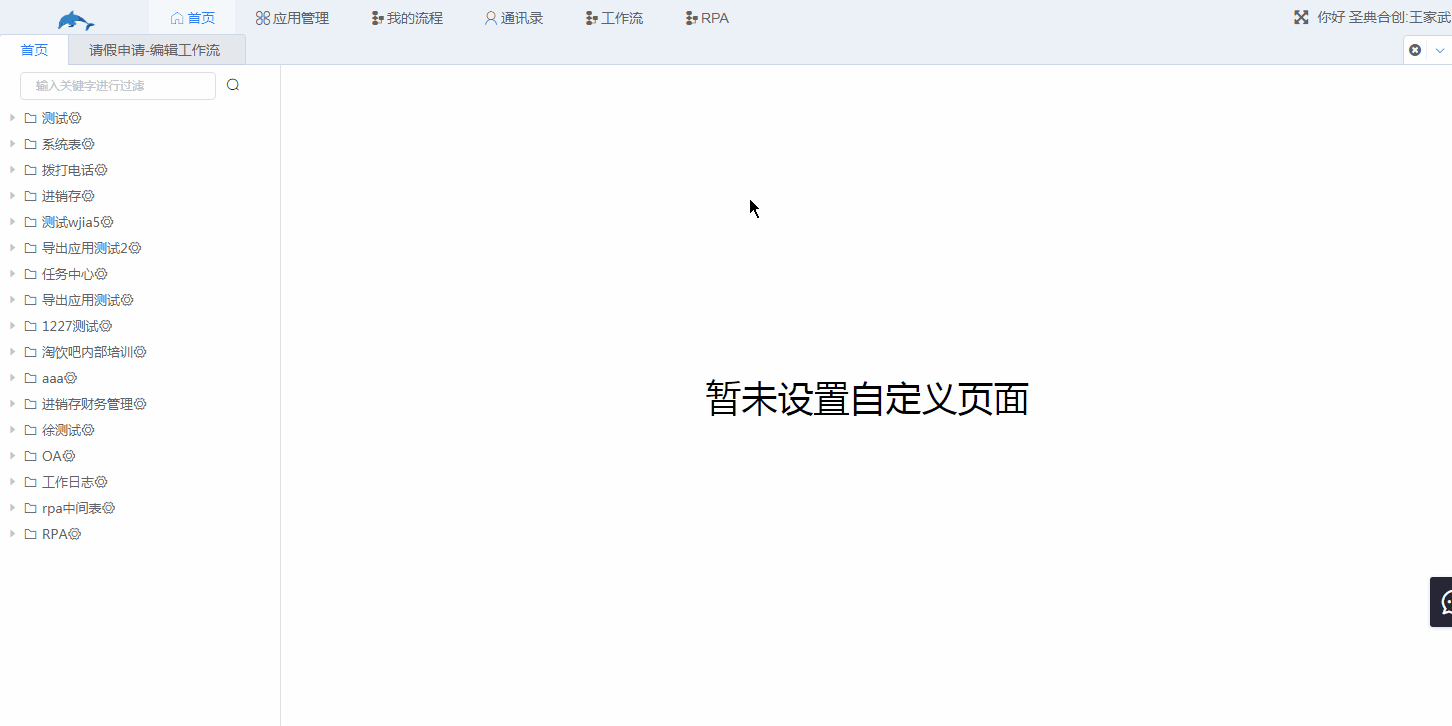 首页 应用管理 我的流程 通讯录 工作流 RPA 你好 圣典合创:王家武
首页 请假申请-编辑工作流
输入关键字进行过滤
测试
系统表
拨打电话
进销存
测试wjia5
导出应用测试2
任务中心
导出应用测试
1227测试
淘饮吧内部培训
aaa
进销存财务管理
徐测试
OA
工作日志
rpa中间表
RPA
暂未设置自定义页面